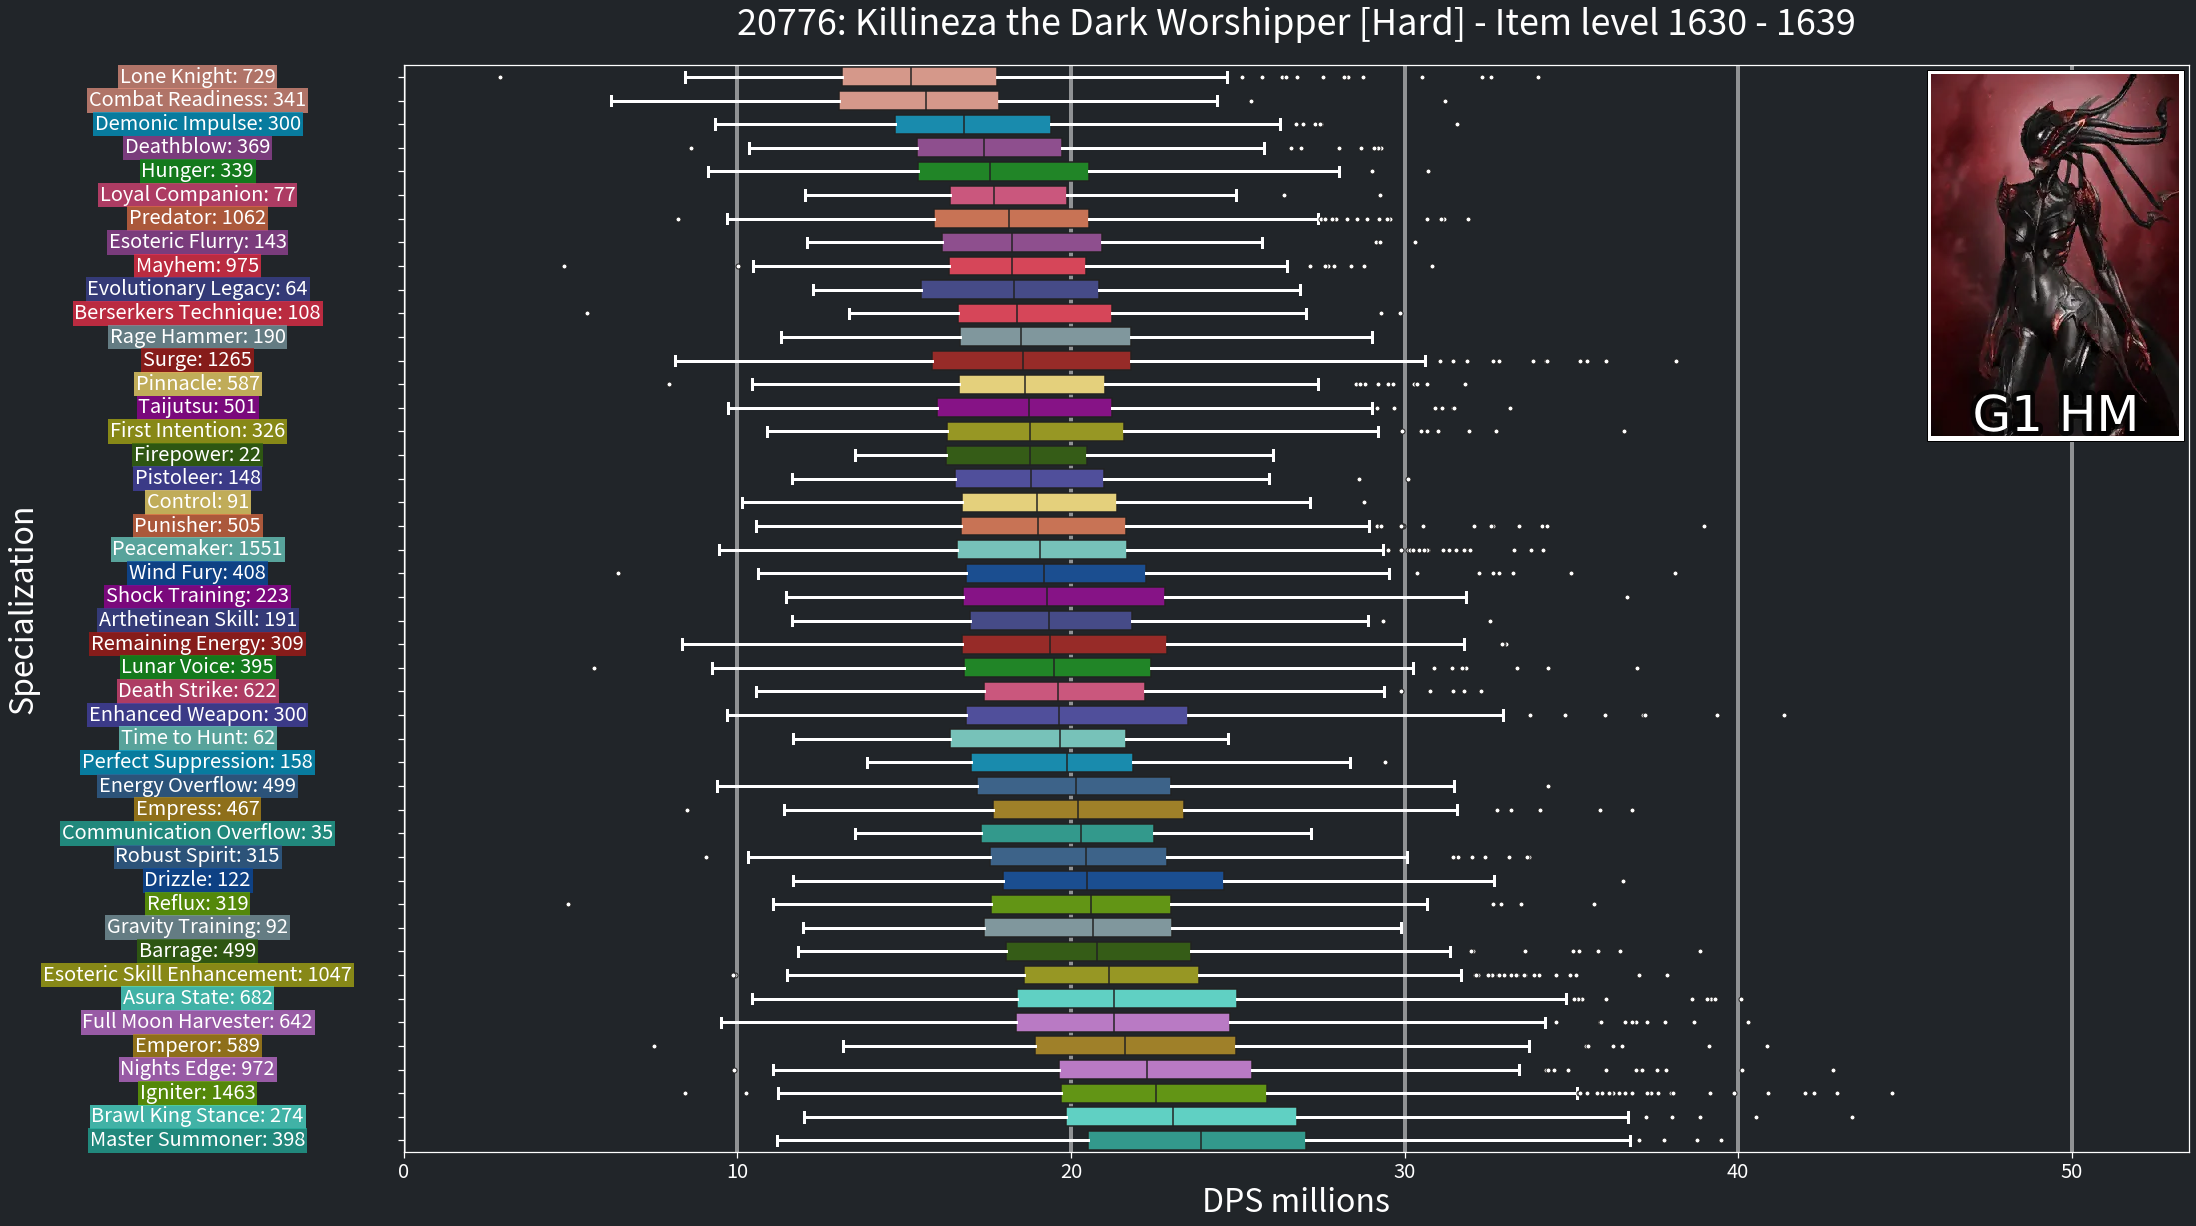 20776: Killineza the Dark Worshipper [Hard] - Item level 1630 - 1639
Lone Knight: 729
Combat Readiness: 341
Demonic Impulse: 300
Deathblow: 369
Hunger: 339
Loyal Companion: 77
Predator: 1062
Esoteric Flurry: 143
Mayhem: 975
Evolutionary Legacy: 64
Berserkers Technique: 108
Rage Hammer: 190
Surge: 1265
Pinnacle: 587
Taijutsu: 501
First Intention: 326
Firepower: 22
Pistoleer: 148
Control: 91
Punisher: 505
Peacemaker: 1551
Wind Fury: 408
Shock Training: 223
Arthetinean Skill: 191
Remaining Energy: 309
Lunar Voice: 395
Death Strike: 622
Enhanced Weapon: 300
Time to Hunt: 62
Perfect Suppression: 158
Energy Overflow: 499
Empress: 467
Communication Overflow: 35
Robust Spirit: 315
Drizzle: 122
Reflux: 319
Gravity Training: 92
Barrage: 499
Esoteric Skill Enhancement: 1047
Asura State: 682
Full Moon Harvester: 642
Emperor: 589
Nights Edge: 972
Igniter: 1463
Brawl King Stance: 274
Master Summoner: 398
Specialization
G1 HM
0 10 20 30 40 50
DPS millions